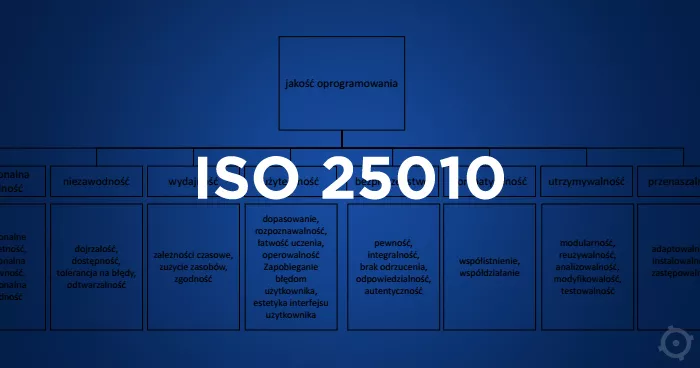 jakość oprogramowania
ISO 25010
niezawodność
utrzymywalność
dojrzałość,
dostępność,
tolerancja na błędy,
odtwarzalność
zależności czasowe,
zużycie zasobów,
zgodność
dopasowanie,
rozpoznawalność,
łatwość uczenia,
operowalność
Zapobieganie
błędom
użytkownika,
estetyka interfejsu
użytkownika
pewność,
integralność,
brak odrzucenia,
odpowiedzialność,
autentyczność
współistnienie,
współdziałanie
modularność,
reużywalność,
analizowalność,
modyfikowalość,
testowalność